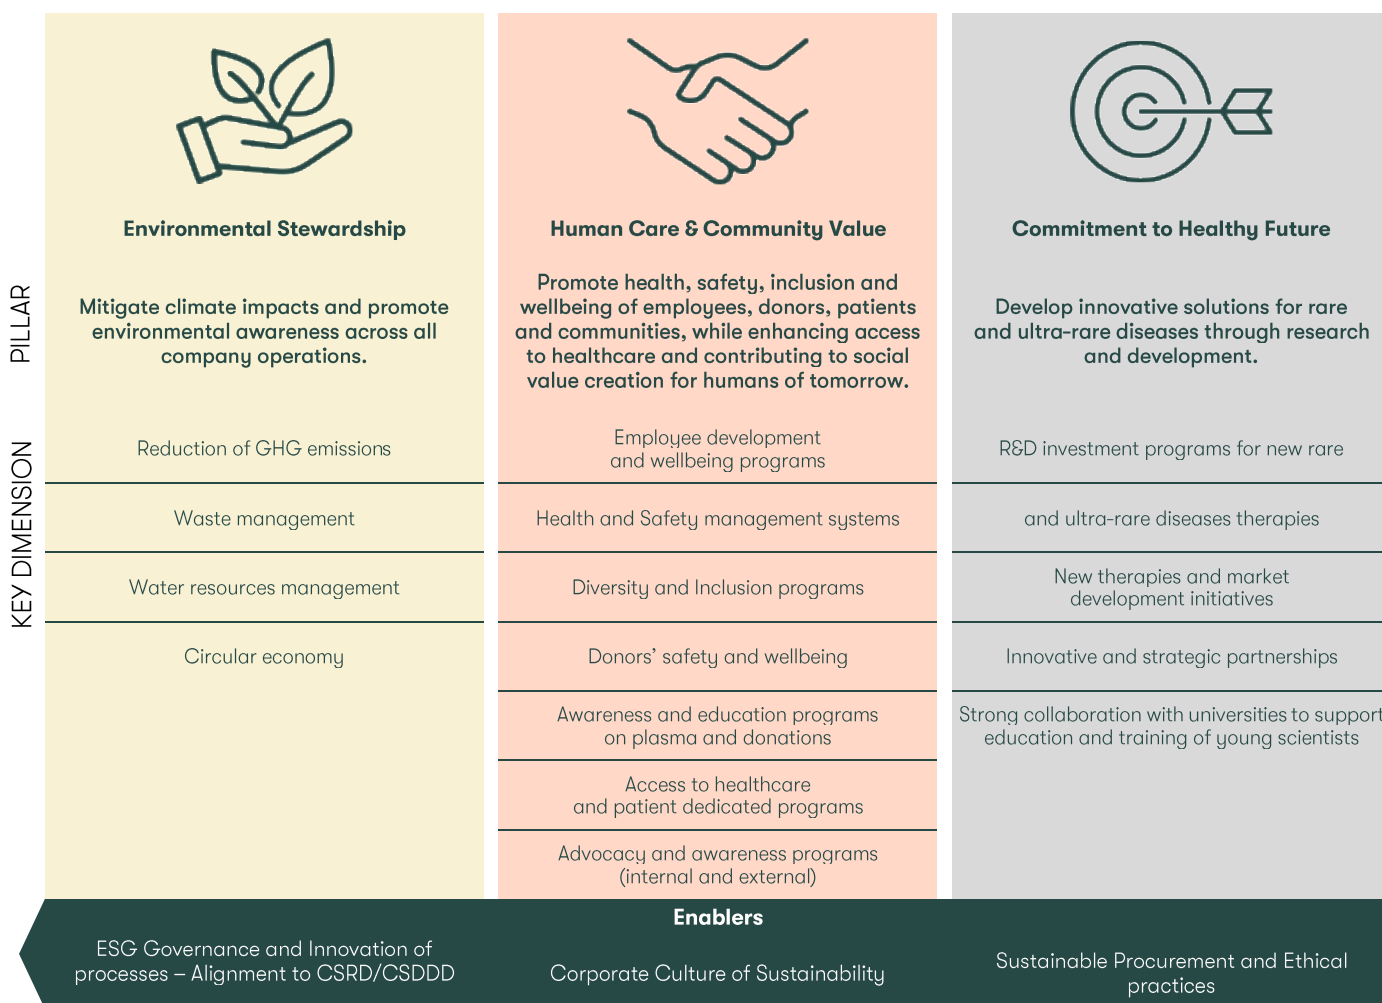 Environmental Stewardship
Mitigate climate impacts and promote
environmental awareness across all
company operations.
Reduction of GHG emissions
Waste management
Water resources management
Circular economy
Human Care & Community Value
Promote health, safety, inclusion and
wellbeing of employees, donors, patients
and communities, while enhancing access
to healthcare and contributing to social
value creation for humans of tomorrow.
Employee development
and wellbeing programs
Health and Safety management systems
Diversity and Inclusion programs
Donors’ safety and wellbeing
Awareness and education programs
on plasma and donations
Access to healthcare
and patient dedicated programs
Advocacy and awareness programs
(internal and external)
Commitment to Healthy Future
Develop innovative solutions for rare
and ultra-rare diseases through research
and development.
R&D investment programs for new rare
and ultra-rare diseases therapies
New therapies and market
development initiatives
Innovative and strategic partnerships
Strong collaboration with universities to support
education and training of young scientists
PILLAR
KEY DIMENSION
Enablers
ESG Governance and Innovation of
processes – Alignment to CSRD/CSDDD
Corporate Culture of Sustainability
Sustainable Procurement and Ethical
practices